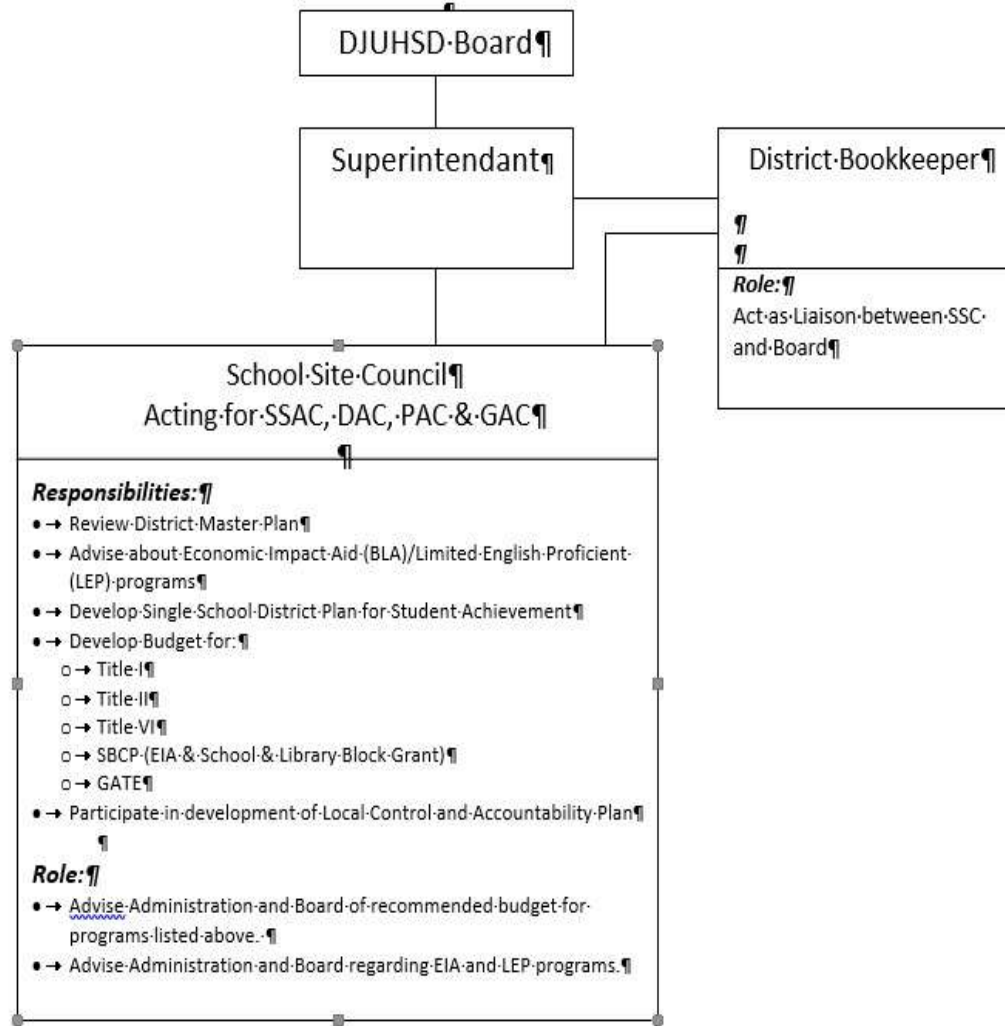 DJUHSD Board
Superintendant
District Bookkeeper
Role:
Act as Liaison between SSC
and Board
School Site Council
Acting for SSAC, DAC, PAC & GAC
Responsibilities:
• Review District Master Plan
• Advise about Economic Impact Aid (BLA)/Limited English Proficient
(LEP) programs
• Develop Single School District Plan for Student Achievement
• Develop Budget for:
o Title I
o Title II
o Title VI
o SBCP (EIA & School & Library Block Grant)
o GATE
• Participate in development of Local Control and Accountability Plan
Role:
• Advise Administration and Board of recommended budget for
programs listed above.
• Advise Administration and Board regarding EIA and LEP programs.